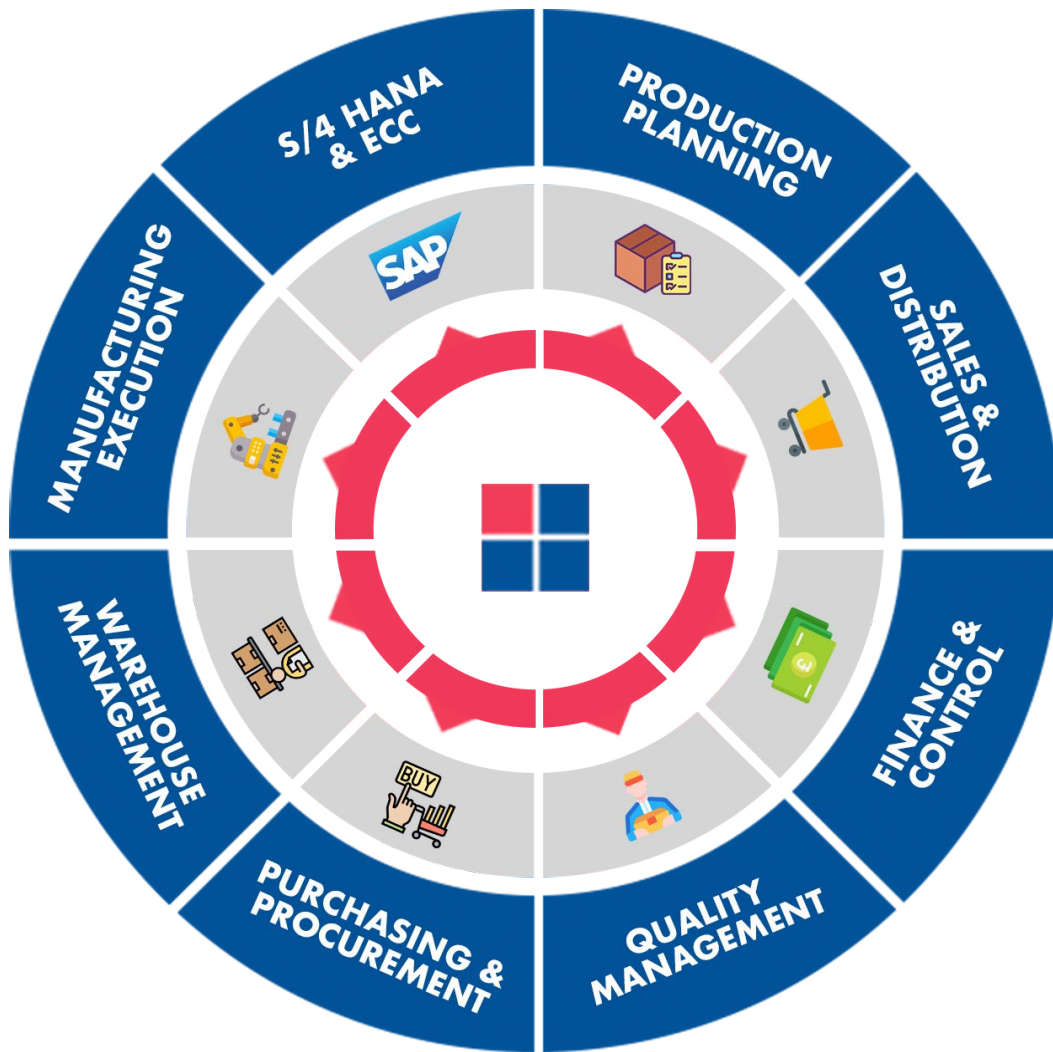 S/4 HANA
& ECC
PRODUCTION
PLANNING
SALES &
DISTRIBUTION
FINANCE &
CONTROL
QUALITY
MANAGEMENT
PURCHASING &
PROCUREMENT
WAREHOUSE
MANAGEMENT
MANUFACTURING
EXECUTION
SAP
BUY